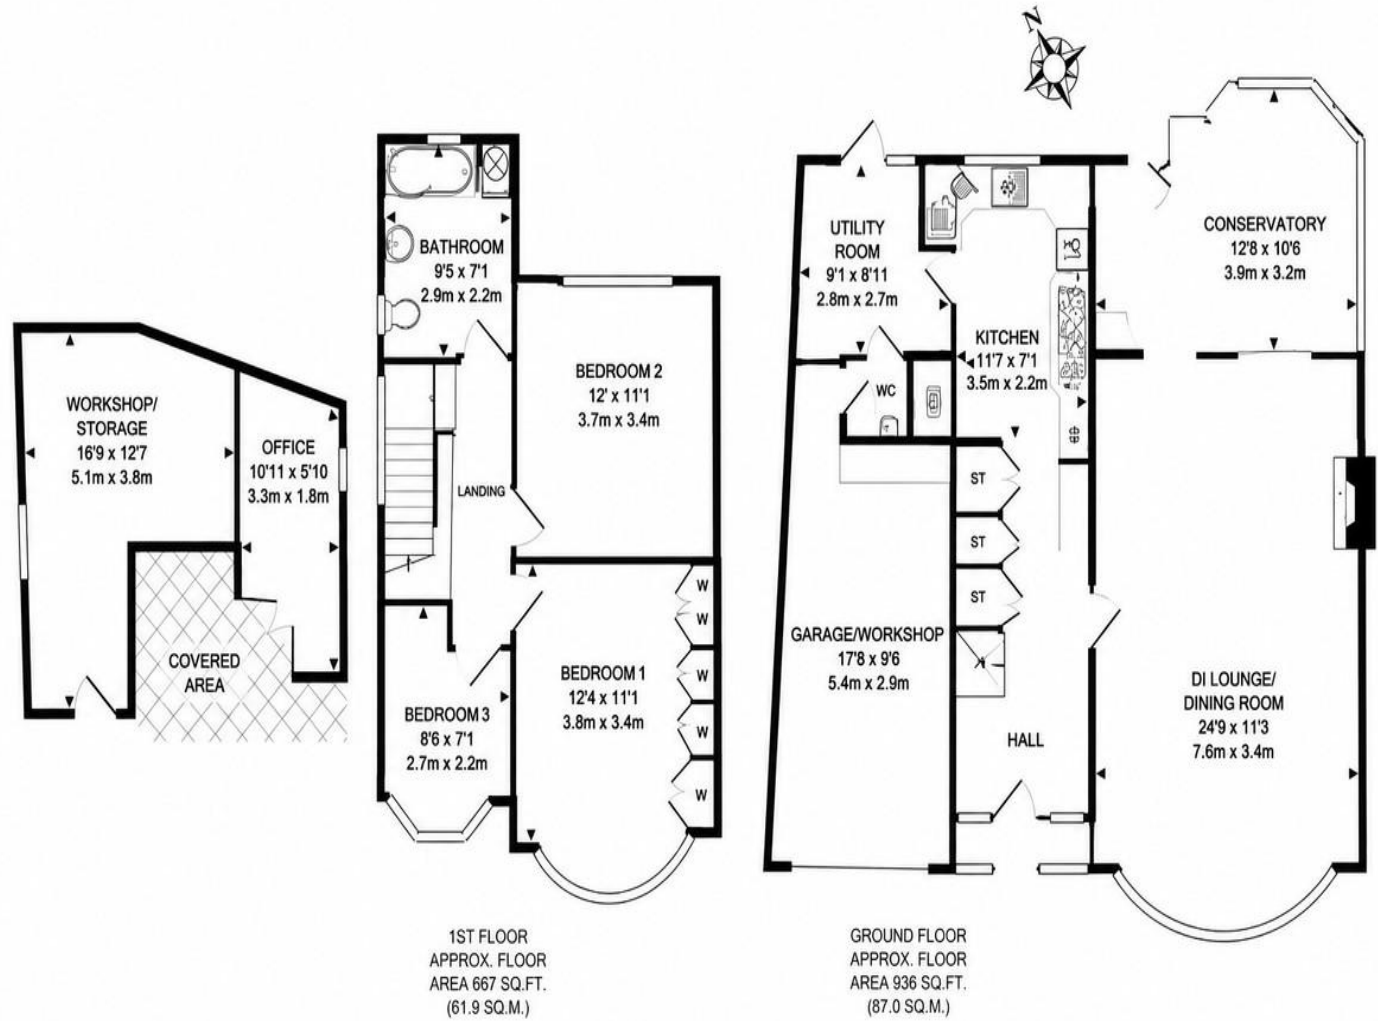 N
WORKSHOP/
STORAGE
16'9 x 12'7
5.1m x 3.8m
OFFICE
10'11 x 5'10
3.3m x 1.8m
COVERED
AREA
BATHROOM
9'5 x 7'1
2.9m x 2.2m
BEDROOM 2
12' x 11'1
3.7m x 3.4m
LANDING
W
W
W
W
W
BEDROOM 1
12'4 x 11'1
3.8m x 3.4m
BEDROOM 3
8'6 x 7'1
2.7m x 2.2m
1ST FLOOR
APPROX. FLOOR
AREA 667 SQ.FT.
(61.9 SQ.M.)
UTILITY
ROOM
9'1 x 8'11
2.8m x 2.7m
KITCHEN
11'7 x 7'1
3.5m x 2.2m
WC
CONSERVATORY
12'8 x 10'6
3.9m x 3.2m
ST
ST
ST
GARAGE/WORKSHOP
17'8 x 9'6
5.4m x 2.9m
HALL
DI LOUNGE/
DINING ROOM
24'9 x 11'3
7.6m x 3.4m
GROUND FLOOR
APPROX. FLOOR
AREA 936 SQ.FT.
(87.0 SQ.M.)